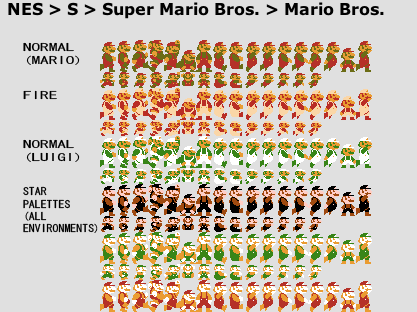 NES > S > Super Mario Bros. > Mario Bros.
NORMAL
(MARIO)
FIRE
NORMAL
(LUIGI)
STAR
PALETTES
(ALL
ENVIRONMENTS)